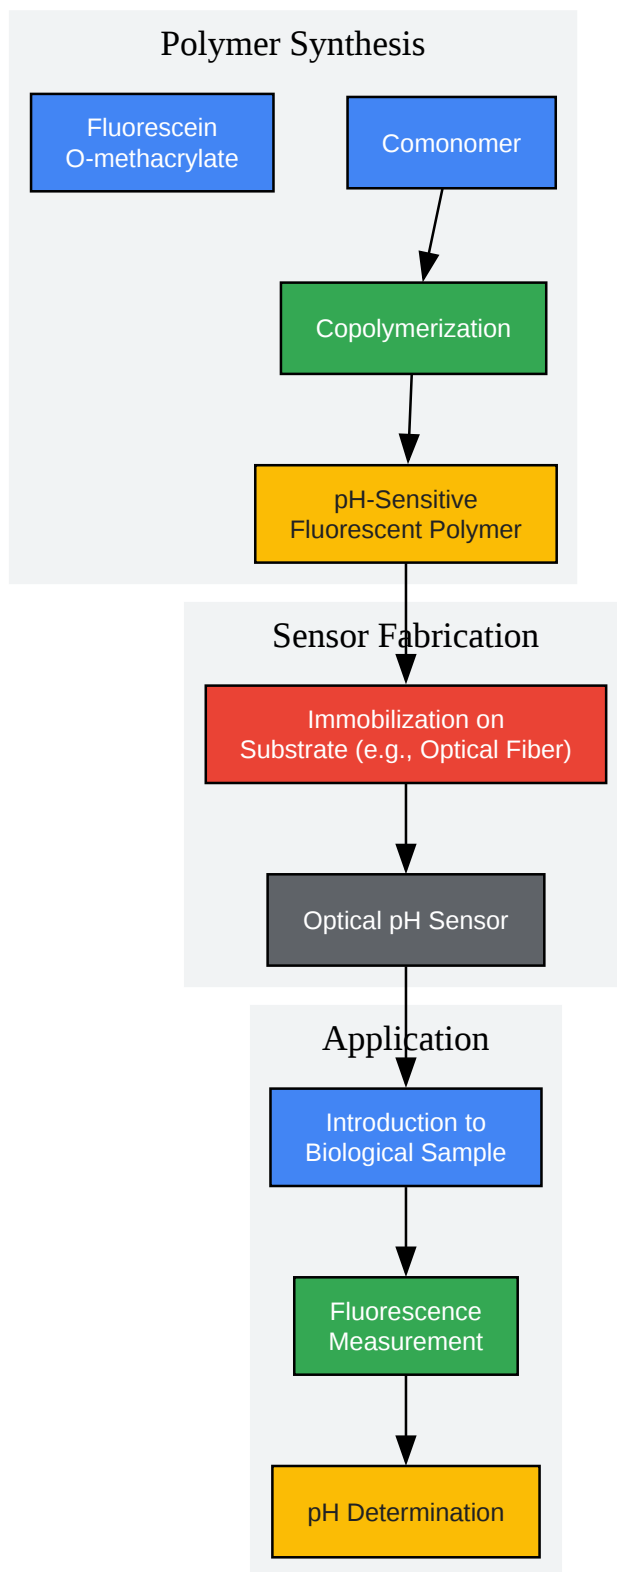 Polymer Synthesis
Fluorescein
O-methacrylate
Comonomer
Copolymerization
pH-Sensitive
Fluorescent Polymer
Sensor Fabrication
Immobilization on
Substrate (e.g., Optical Fiber)
Optical pH Sensor
Application
Introduction to
Biological Sample
Fluorescence
Measurement
pH Determination